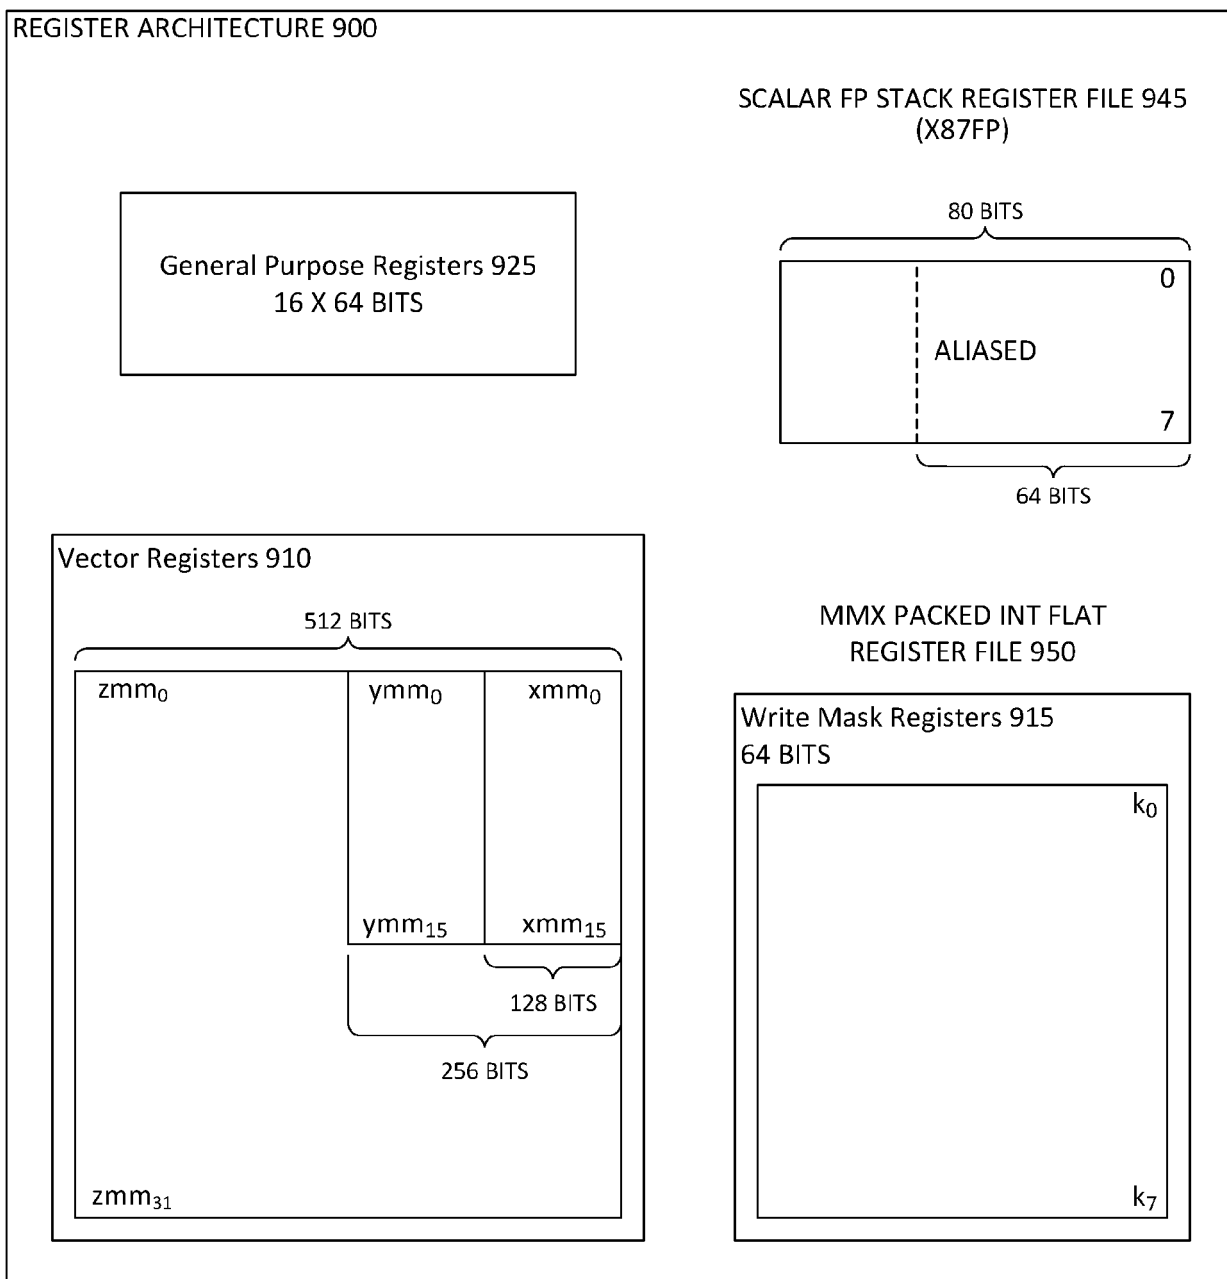 REGISTER ARCHITECTURE 900
SCALAR FP STACK REGISTER FILE 945
(X87FP)
80 BITS
General Purpose Registers 925
16 X 64 BITS
0
ALIASED
7
64 BITS
Vector Registers 910
512 BITS
zmm₀
ymm₀
xmm₀
ymm₁₅
xmm₁₅
128 BITS
256 BITS
zmm₃₁
MMX PACKED INT FLAT
REGISTER FILE 950
Write Mask Registers 915
64 BITS
k₀
k₇